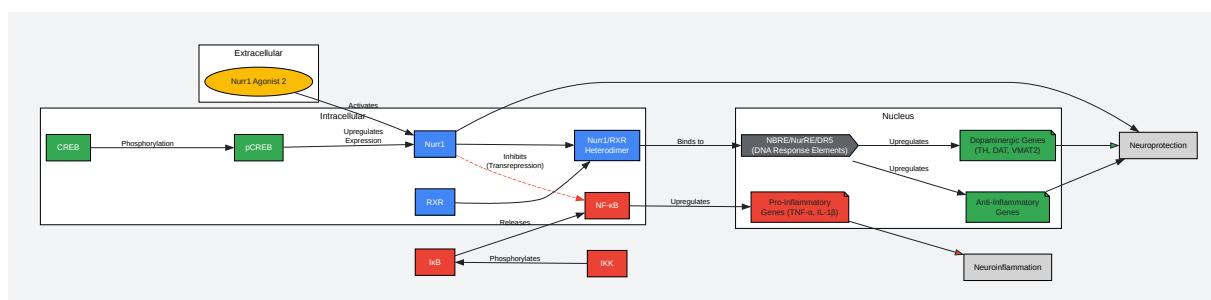 Extracellular
Nurr1 Agonist 2
Activates
Intracellular
Nucleus
CREB
Phosphorylation
pCREB
Upregulates
Expression
Nurr1
Nurr1/RXR
Heterodimer
Binds to
NBRE/NurRE/DR5
(DNA Response Elements)
Upregulates
Dopaminergic Genes
(TH, DAT, VMAT2)
Neuroprotection
Inhibits
(Transrepression)
Upregulates
RXR
NF-κB
Upregulates
Pro-Inflammatory
Genes (TNF-α, IL-1β)
Anti-Inflammatory
Genes
Releases
IκB
Phosphorylates
IKK
Neuroinflammation